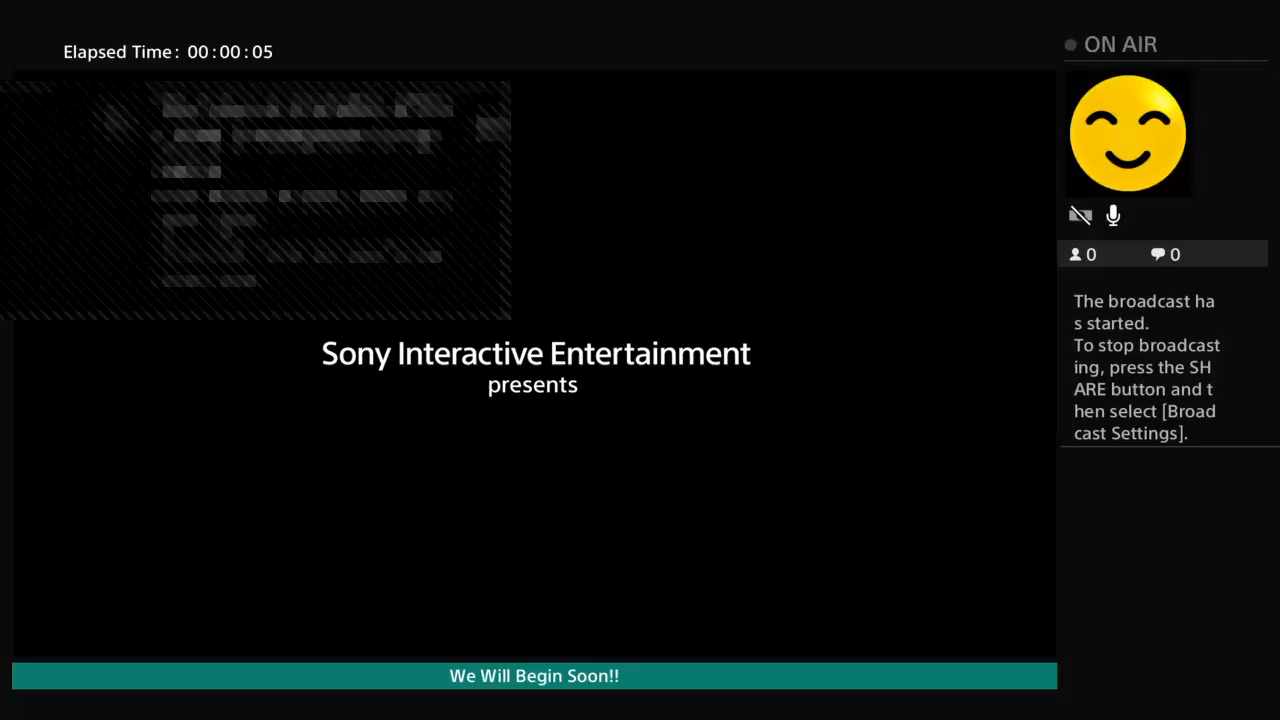 Elapsed Time: 00:00:05
ON AIR
0 0
The broadcast ha
s started.
To stop broadcast
ing, press the SH
ARE button and t
hen select [Broad
cast Settings].
Sony Interactive Entertainment
presents
We Will Begin Soon!!